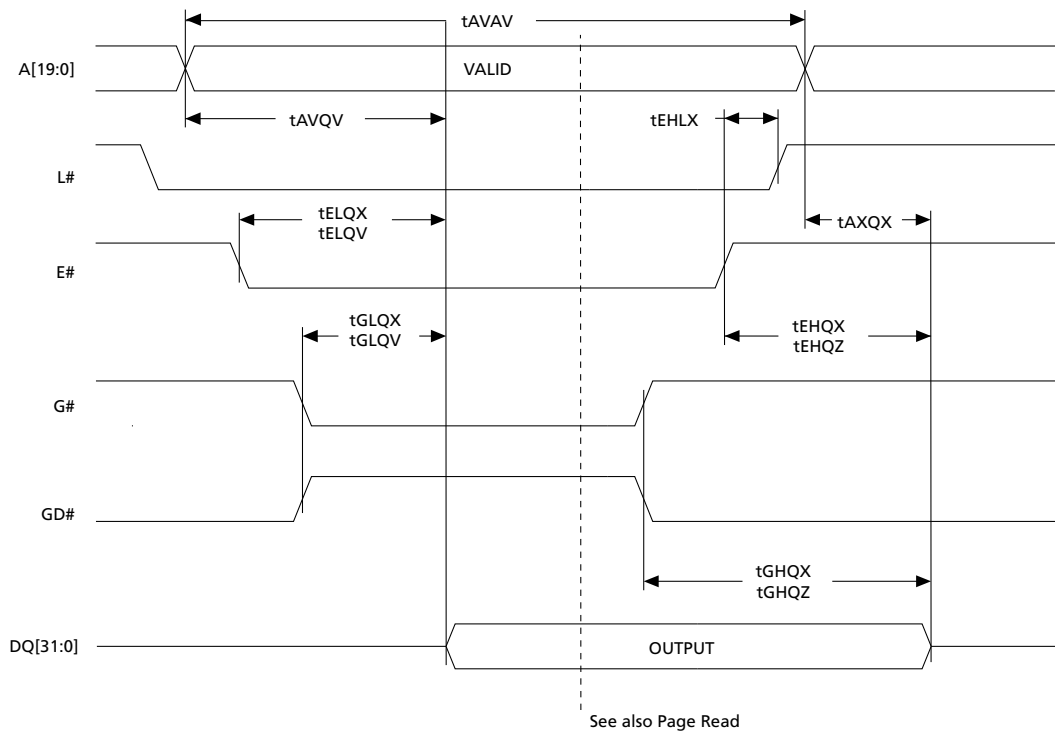 tAVAV
A[19:0]
VALID
tAVQV
tEHLX
L#
tELQX
tELQV
tAXQX
E#
tGLQX
tGLQV
tEHQX
tEHQZ
G#
GD#
tGHQX
tGHQZ
DQ[31:0]
OUTPUT
See also Page Read